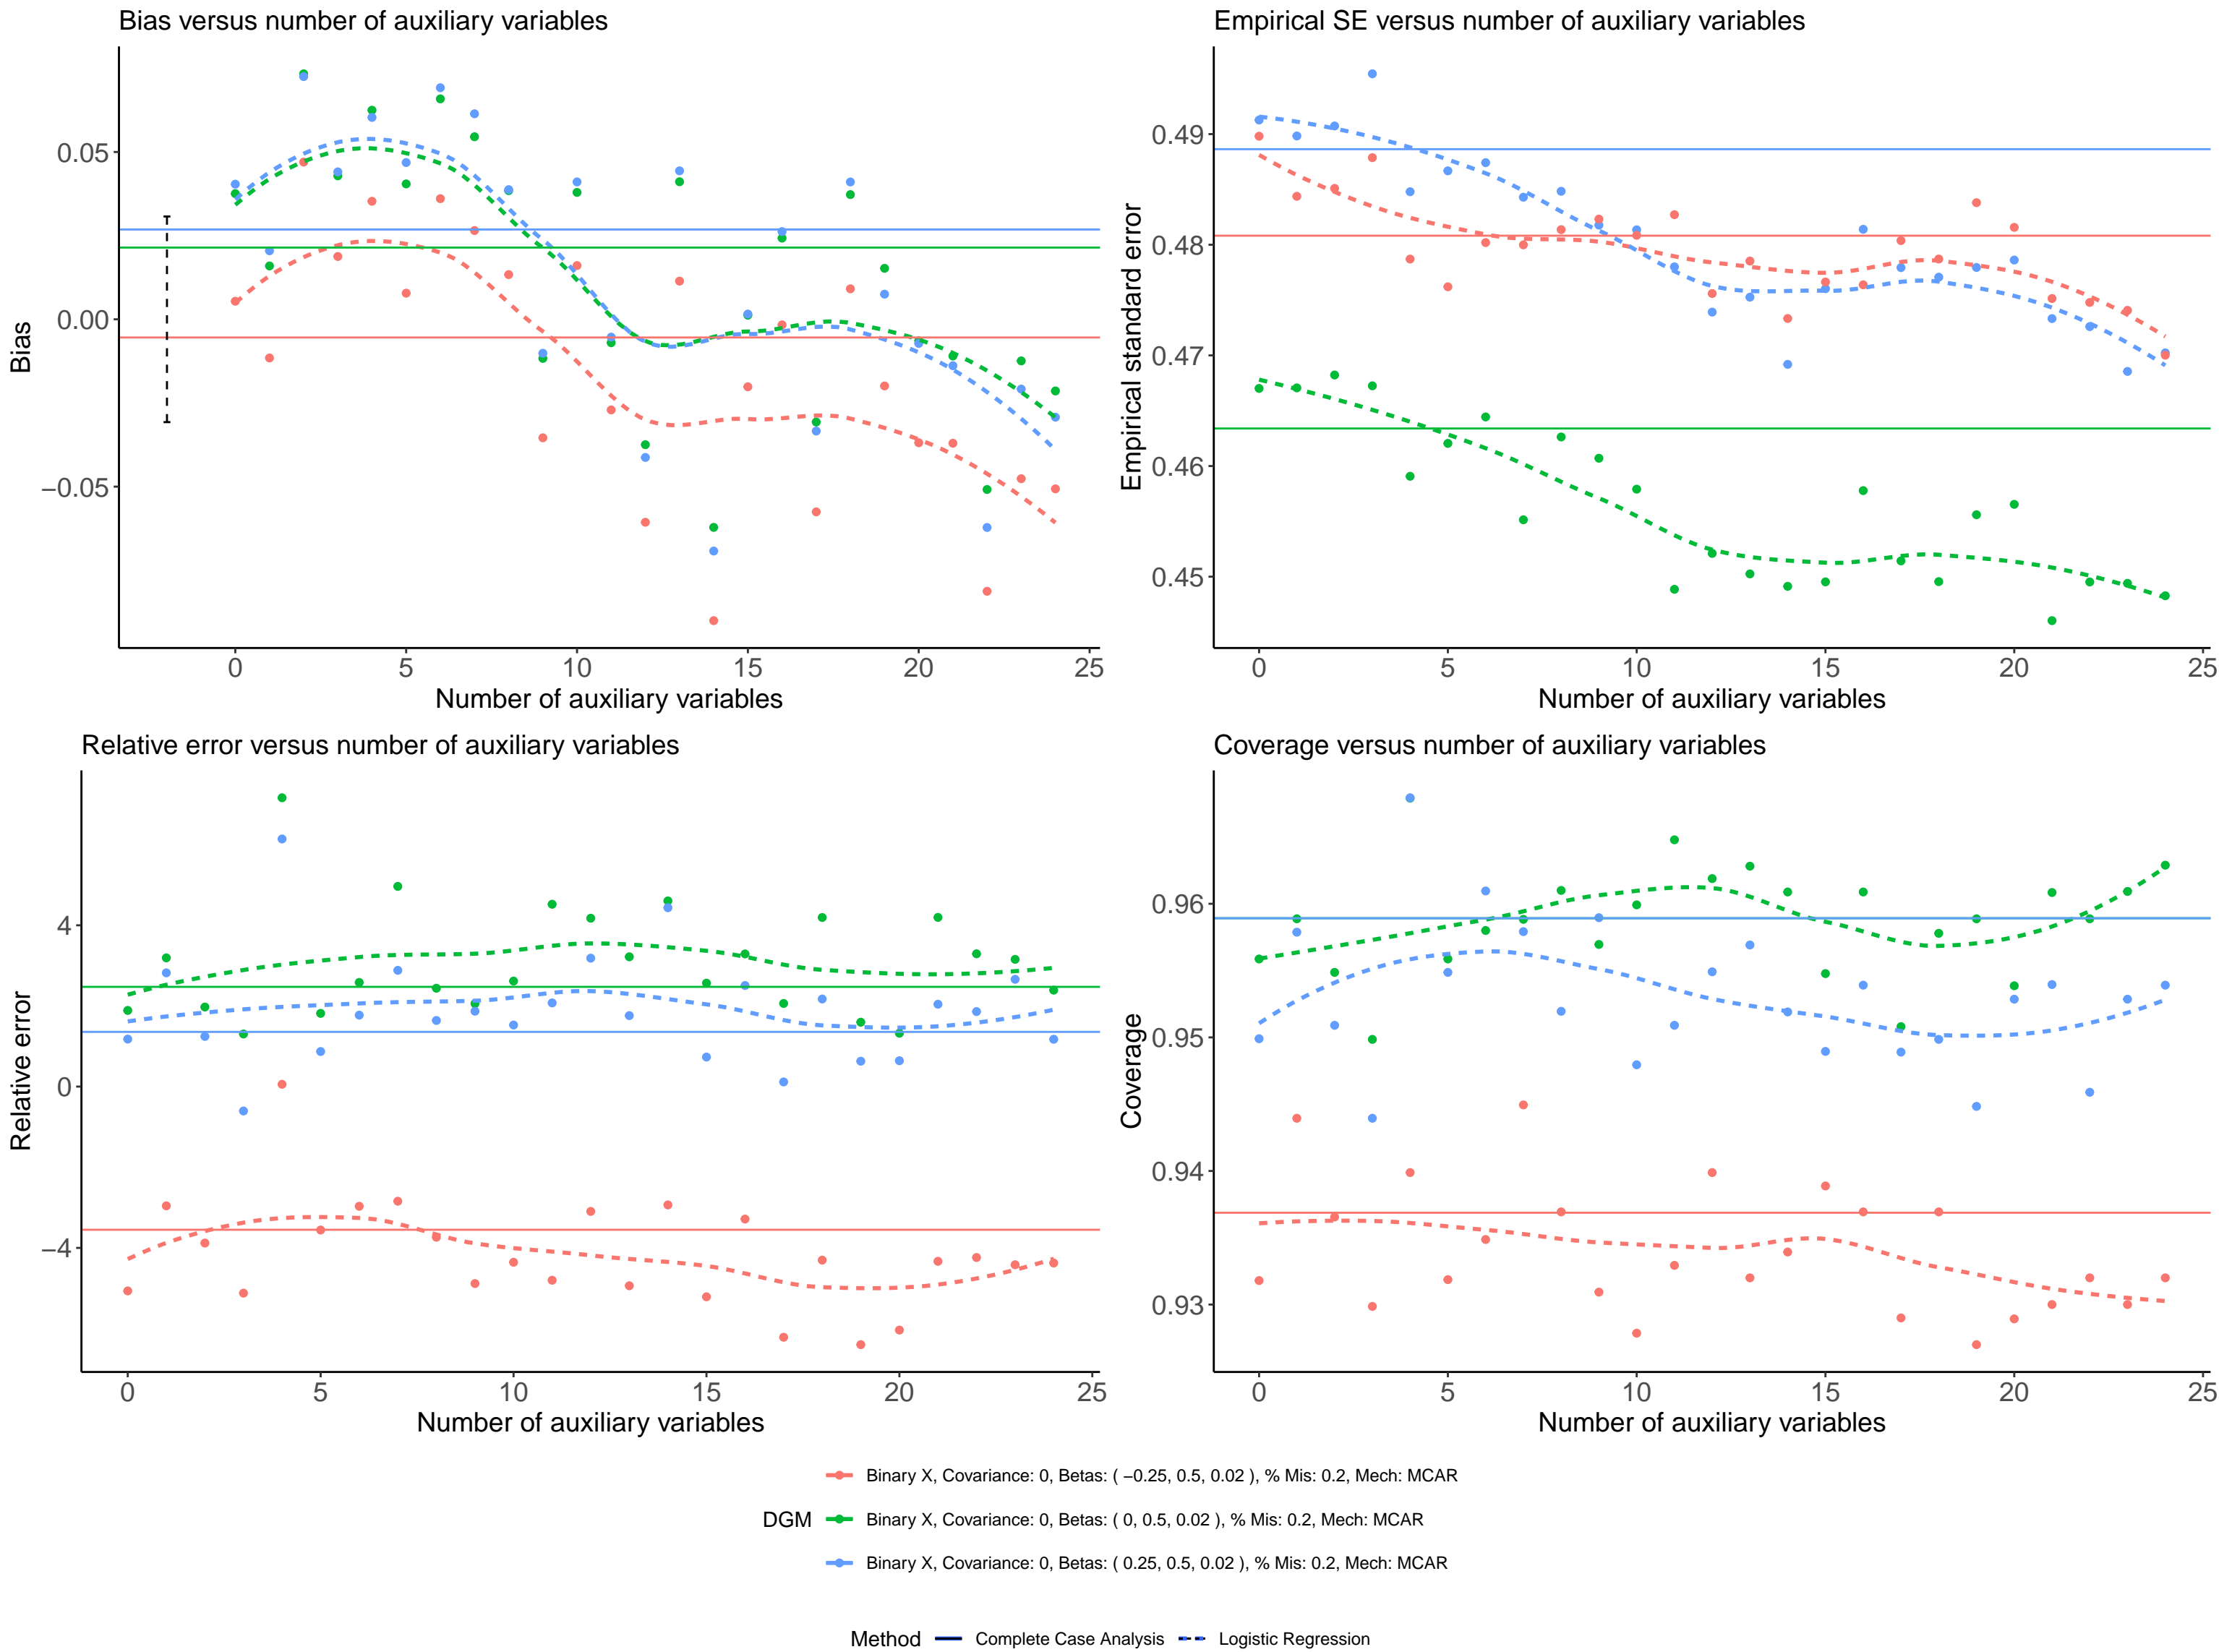 Bias versus number of auxiliary variables
0.05
0.00
−0.05
Bias
0 5 10 15 20 25
Number of auxiliary variables
Empirical SE versus number of auxiliary variables
0.49
0.48
0.47
0.46
0.45
Empirical standard error
0 5 10 15 20 25
Number of auxiliary variables
Relative error versus number of auxiliary variables
4
0
−4
Relative error
0 5 10 15 20 25
Number of auxiliary variables
Coverage versus number of auxiliary variables
0.96
0.95
0.94
0.93
Coverage
0 5 10 15 20 25
Number of auxiliary variables
DGM
Binary X, Covariance: 0, Betas: ( −0.25, 0.5, 0.02 ), % Mis: 0.2, Mech: MCAR
Binary X, Covariance: 0, Betas: ( 0, 0.5, 0.02 ), % Mis: 0.2, Mech: MCAR
Binary X, Covariance: 0, Betas: ( 0.25, 0.5, 0.02 ), % Mis: 0.2, Mech: MCAR
Method Complete Case Analysis Logistic Regression